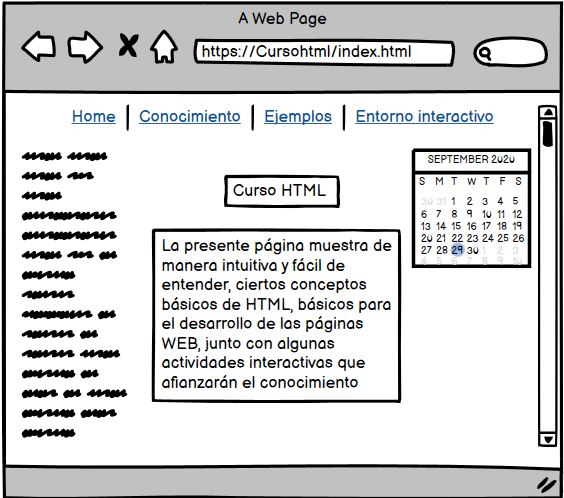 A Web Page
https://Cursohtml/index.html
Home | Conocimiento | Ejemplos | Entorno interactivo
Curso HTML
La presente página muestra de
manera intuitiva y fácil de
entender, ciertos conceptos
básicos de HTML, básicos para
el desarrollo de las páginas
WEB, junto con algunas
actividades interactivas que
afianzarán el conocimiento
SEPTEMBER 2020
S M T W T F S
30 31 1 2 3 4 5
6 7 8 9 10 11 12
13 14 15 16 17 18 19
20 21 22 23 24 25 26
27 28 29 30 1 2 3
4 5 6 7 8 9 10